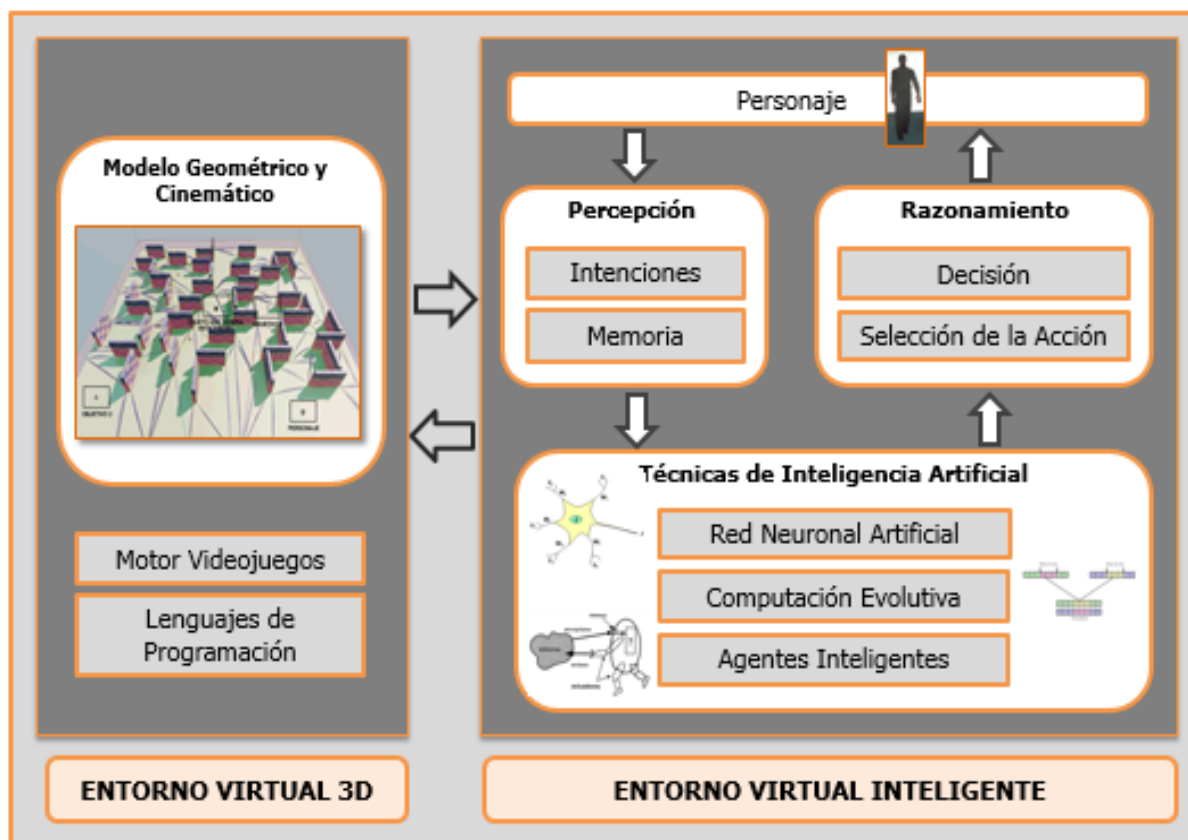 Modelo Geométrico y
Cinemático
Motor Videojuegos
Lenguajes de
Programación
ENTORNO VIRTUAL 3D
Personaje
Percepción
Intenciones
Memoria
Razonamiento
Decisión
Selección de la Acción
Técnicas de Inteligencia Artificial
Red Neuronal Artificial
Computación Evolutiva
Agentes Inteligentes
ENTORNO VIRTUAL INTELIGENTE